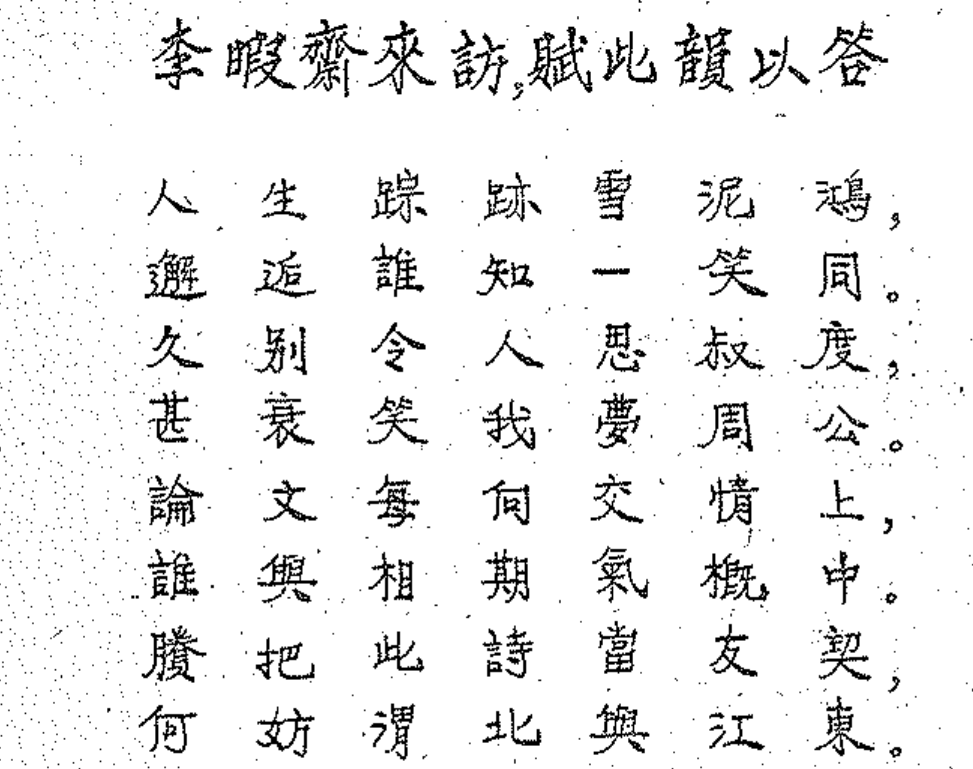 李暇齋來訪,賦此韻以答
人生踪跡雪泥鴻,
邂逅誰知一笑同。
久别令人思叔度,
甚衰笑我夢周公。
論文每向交情上,
誰與相期氣概中。
騰把此詩當友契,
何妨渭北與江東。